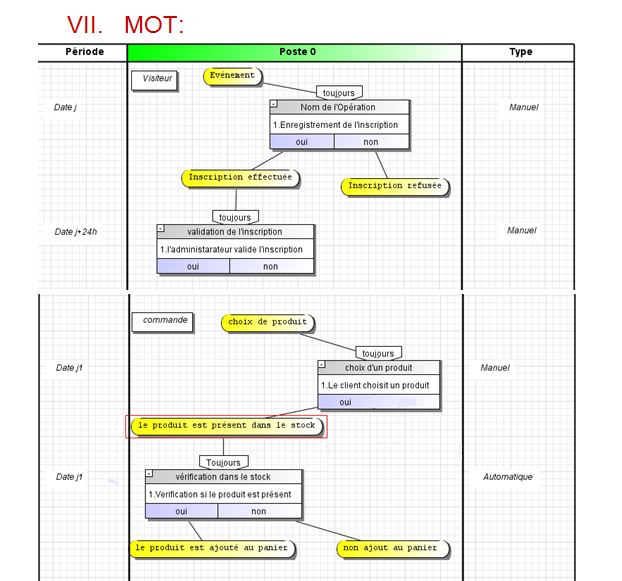 VII. MOT:
Période Poste 0 Type
Visiteur Evénement
toujours
Date j Nom de l'Opération Manuel
1.Enregistrement de l'inscription
oui non
Inscription effectuée Inscription refusée
toujours
Date j+24h validation de l'inscription Manuel
1.l'administarateur valide l'inscription
oui non
commande choix de produit
toujours
Date j1 choix d'un produit Manuel
1.Le client choisit un produit
oui
le produit est présent dans le stock
Toujours
Date j1 vérification dans le stock Automatique
1.Verification si le produit est présent
oui non
le produit est ajouté au panier non ajout au panier